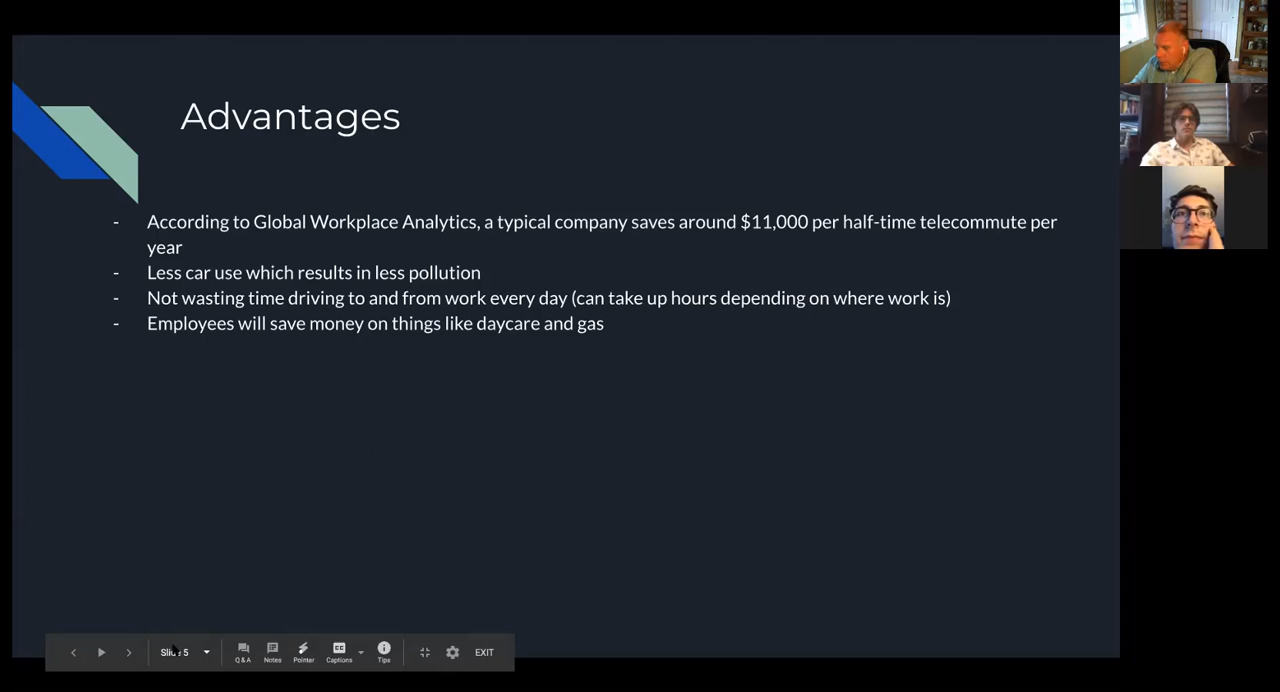 Advantages
- According to Global Workplace Analytics, a typical company saves around $11,000 per half-time telecommute per
year
- Less car use which results in less pollution
- Not wasting time driving to and from work every day (can take up hours depending on where work is)
- Employees will save money on things like daycare and gas
Slide 5 Q & A Notes Pointer CC Captions Tips EXIT